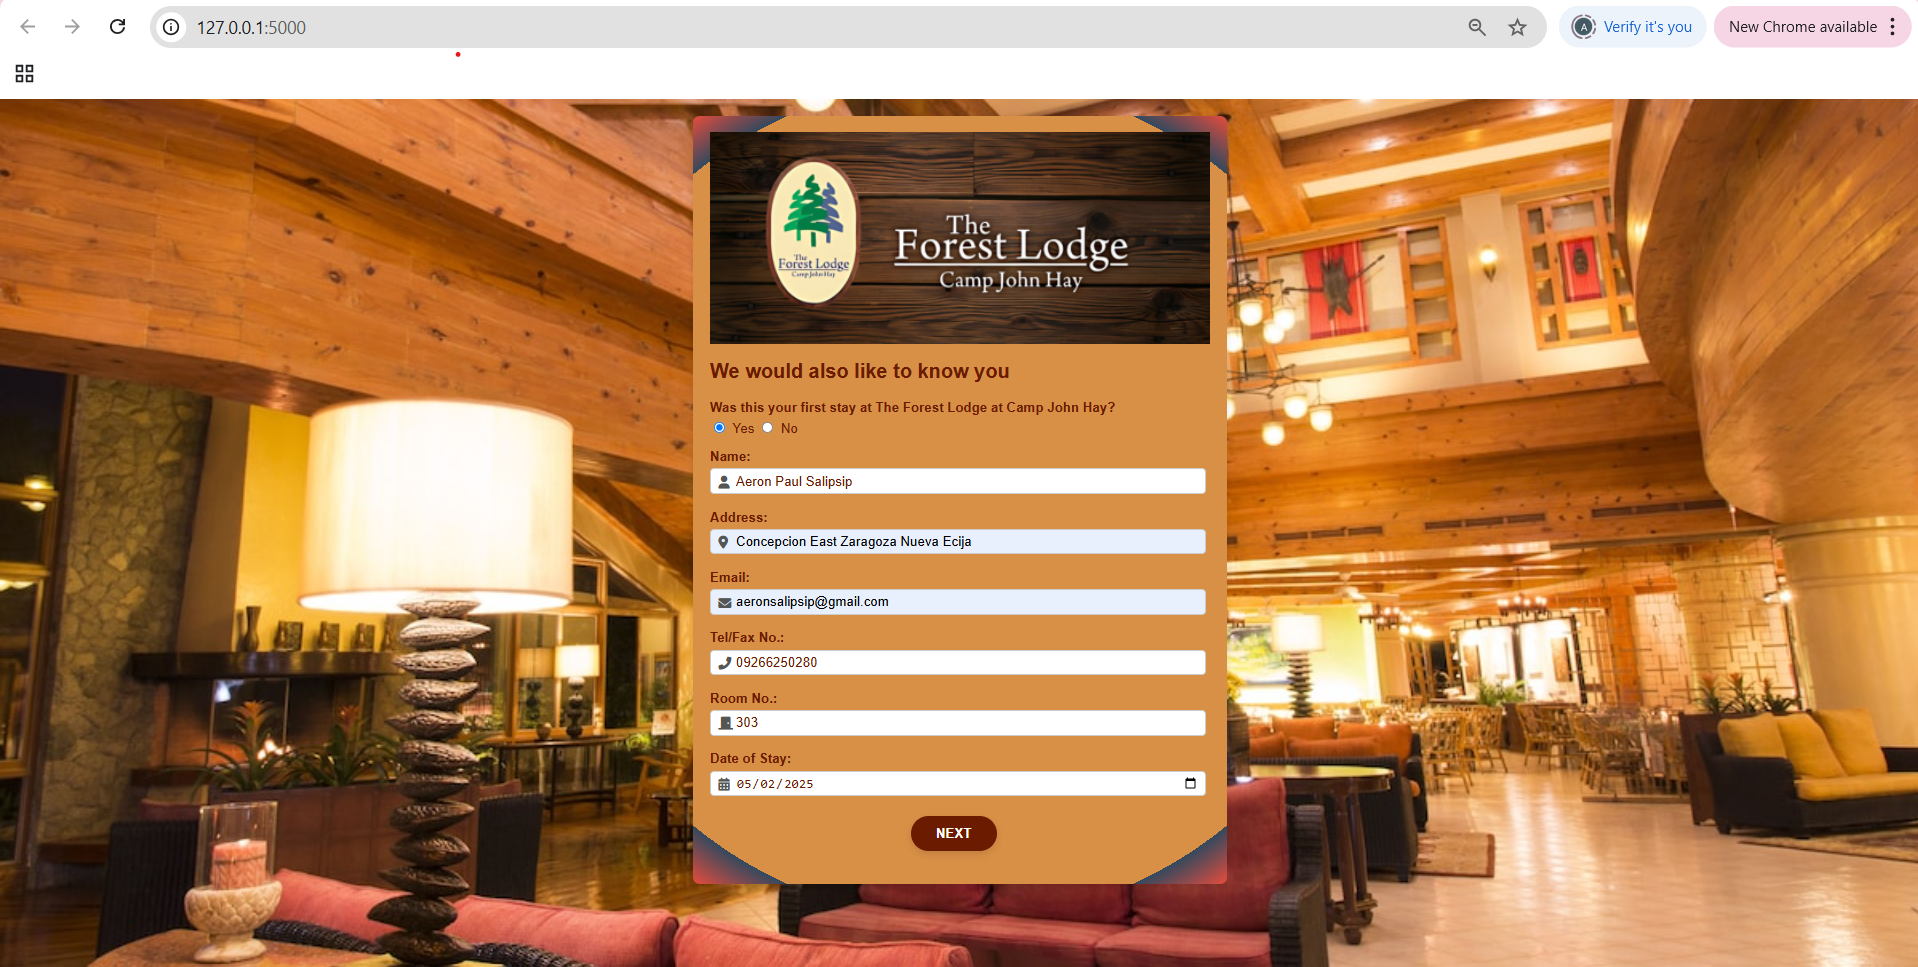 127.0.0.1:5000
Verify it's you
New Chrome available
The
Forest Lodge
Camp John Hay
The
Forest Lodge
Camp John Hay
We would also like to know you
Was this your first stay at The Forest Lodge at Camp John Hay?
Yes No
Name:
Aeron Paul Salipsip
Address:
Concepcion East Zaragoza Nueva Ecija
Email:
aeronsalipsip@gmail.com
Tel/Fax No.:
09266250280
Room No.:
303
Date of Stay:
05/02/2025
NEXT